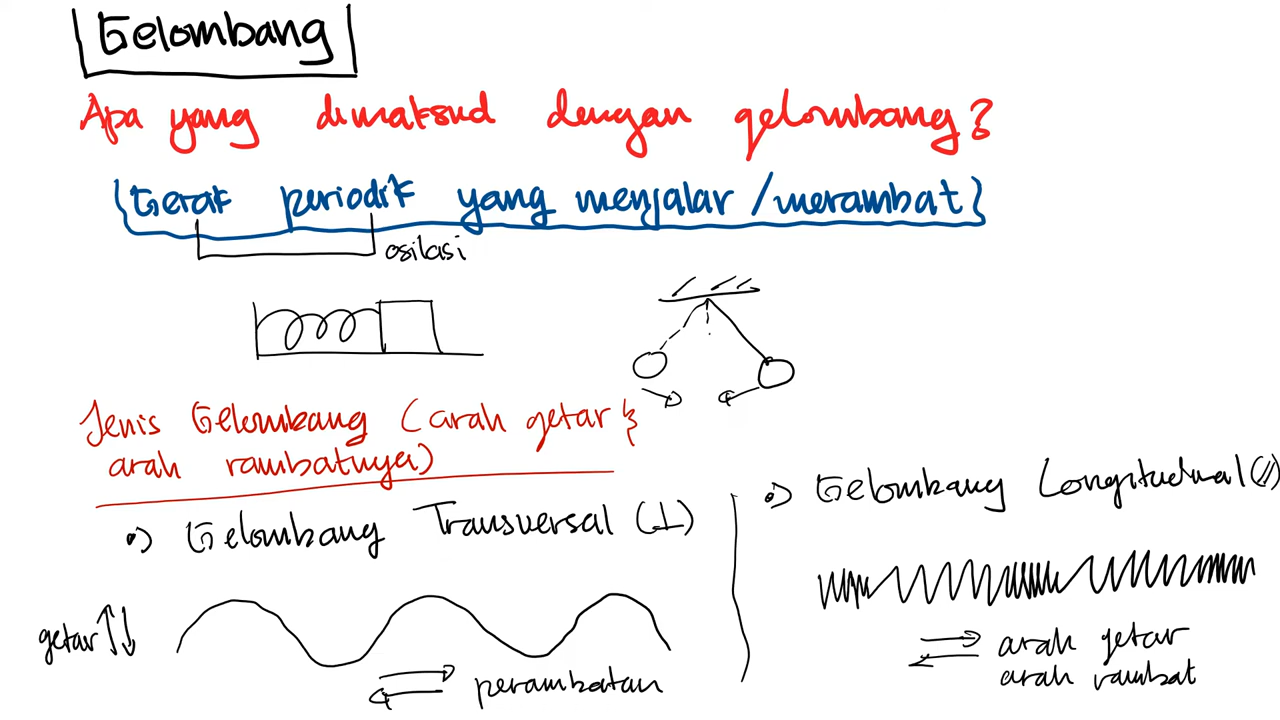 Gelombang
Apa yang dimaksud dengan gelombang?
{Gerak periodik yang menjalar/merambat}
osilasi
Jenis Gelombang (arah getar &
arah rambatnya)
•) Gelombang Transversal (⊥)
•) Gelombang Longitudinal (//)
getar ↑↓
perambatan
arah getar
arah rambat